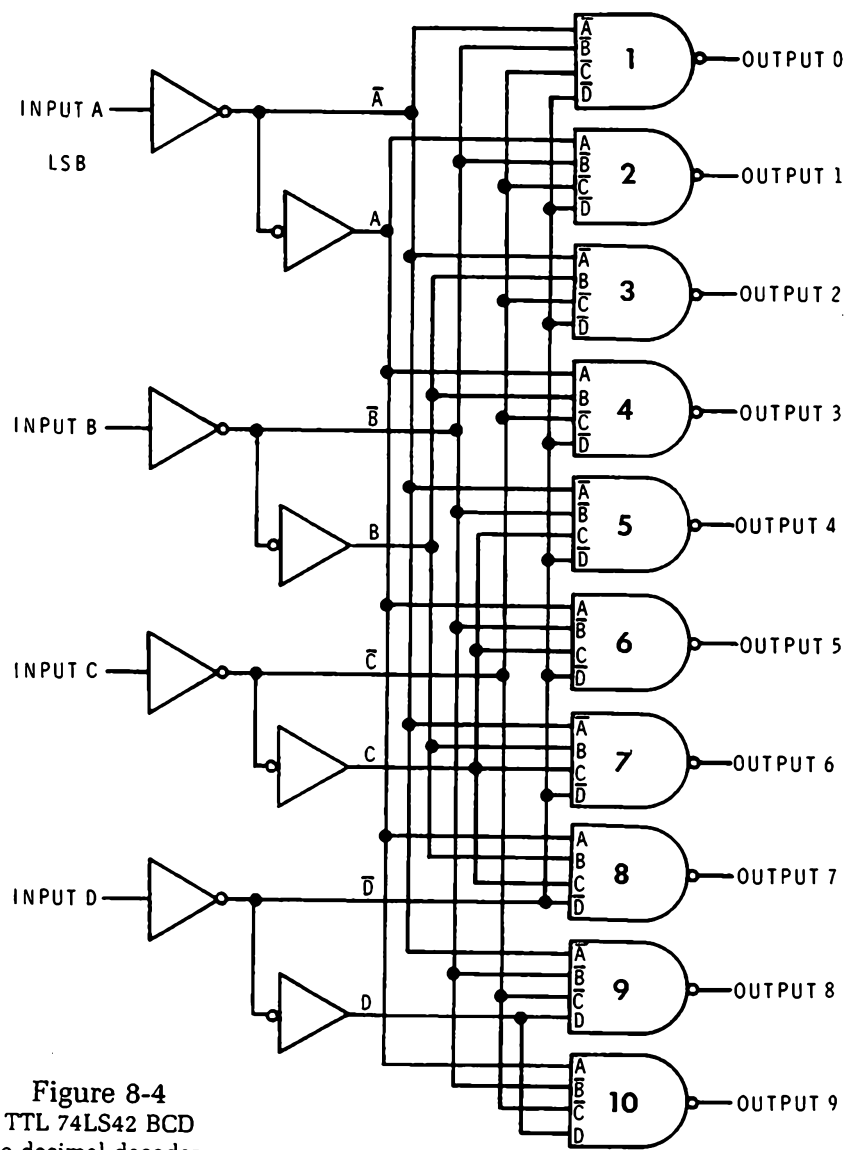 A̅
B̅
C̅
D̅
1
OUTPUT 0
INPUT A
LSB
A̅
A
A
B̅
C̅
D̅
2
OUTPUT 1
A̅
B
C̅
D̅
3
OUTPUT 2
A
B
C̅
D̅
4
OUTPUT 3
INPUT B
B̅
B
A̅
B̅
C
D̅
5
OUTPUT 4
A
B̅
C
D̅
6
OUTPUT 5
INPUT C
C̅
C
A̅
B
C
D̅
7
OUTPUT 6
A
B
C
D̅
8
OUTPUT 7
INPUT D
D̅
D
A̅
B̅
C̅
D
9
OUTPUT 8
A
B̅
C̅
D
10
OUTPUT 9
Figure 8-4
TTL 74LS42 BCD
decimal decoder